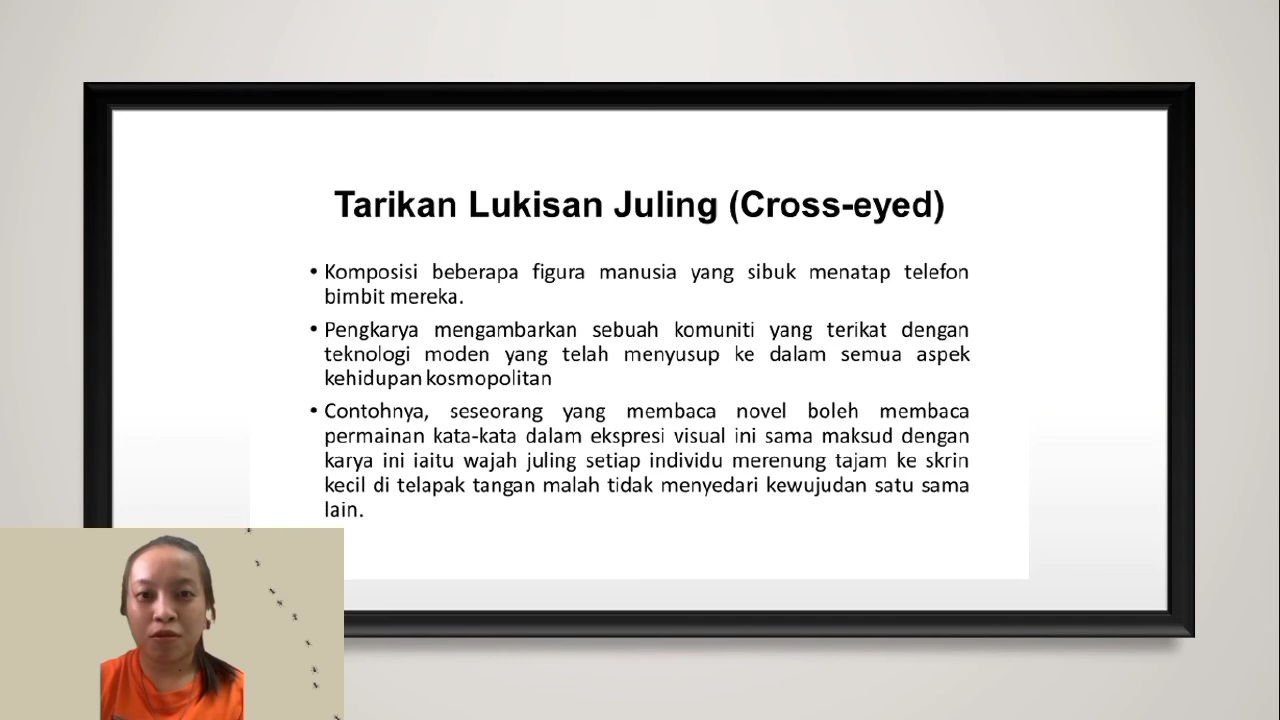 Tarikan Lukisan Juling (Cross-eyed)
• Komposisi beberapa figura manusia yang sibuk menatap telefon
bimbit mereka.
• Pengkarya mengambarkan sebuah komuniti yang terikat dengan
teknologi moden yang telah menyusup ke dalam semua aspek
kehidupan kosmopolitan
• Contohnya, seseorang yang membaca novel boleh membaca
permainan kata-kata dalam ekspresi visual ini sama maksud dengan
karya ini iaitu wajah juling setiap individu merenung tajam ke skrin
kecil di telapak tangan malah tidak menyedari kewujudan satu sama
lain.